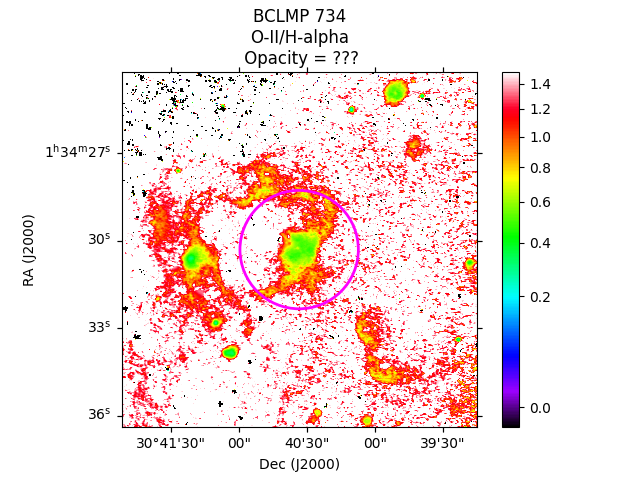 BCLMP 734
O-II/H-alpha
Opacity = ???
1.4
1.2
1.0
0.8
0.6
0.4
0.2
0.0
1ʰ34ᵐ27ˢ
30ˢ
33ˢ
36ˢ
RA (J2000)
30°41'30" 00" 40'30" 00" 39'30"
Dec (J2000)